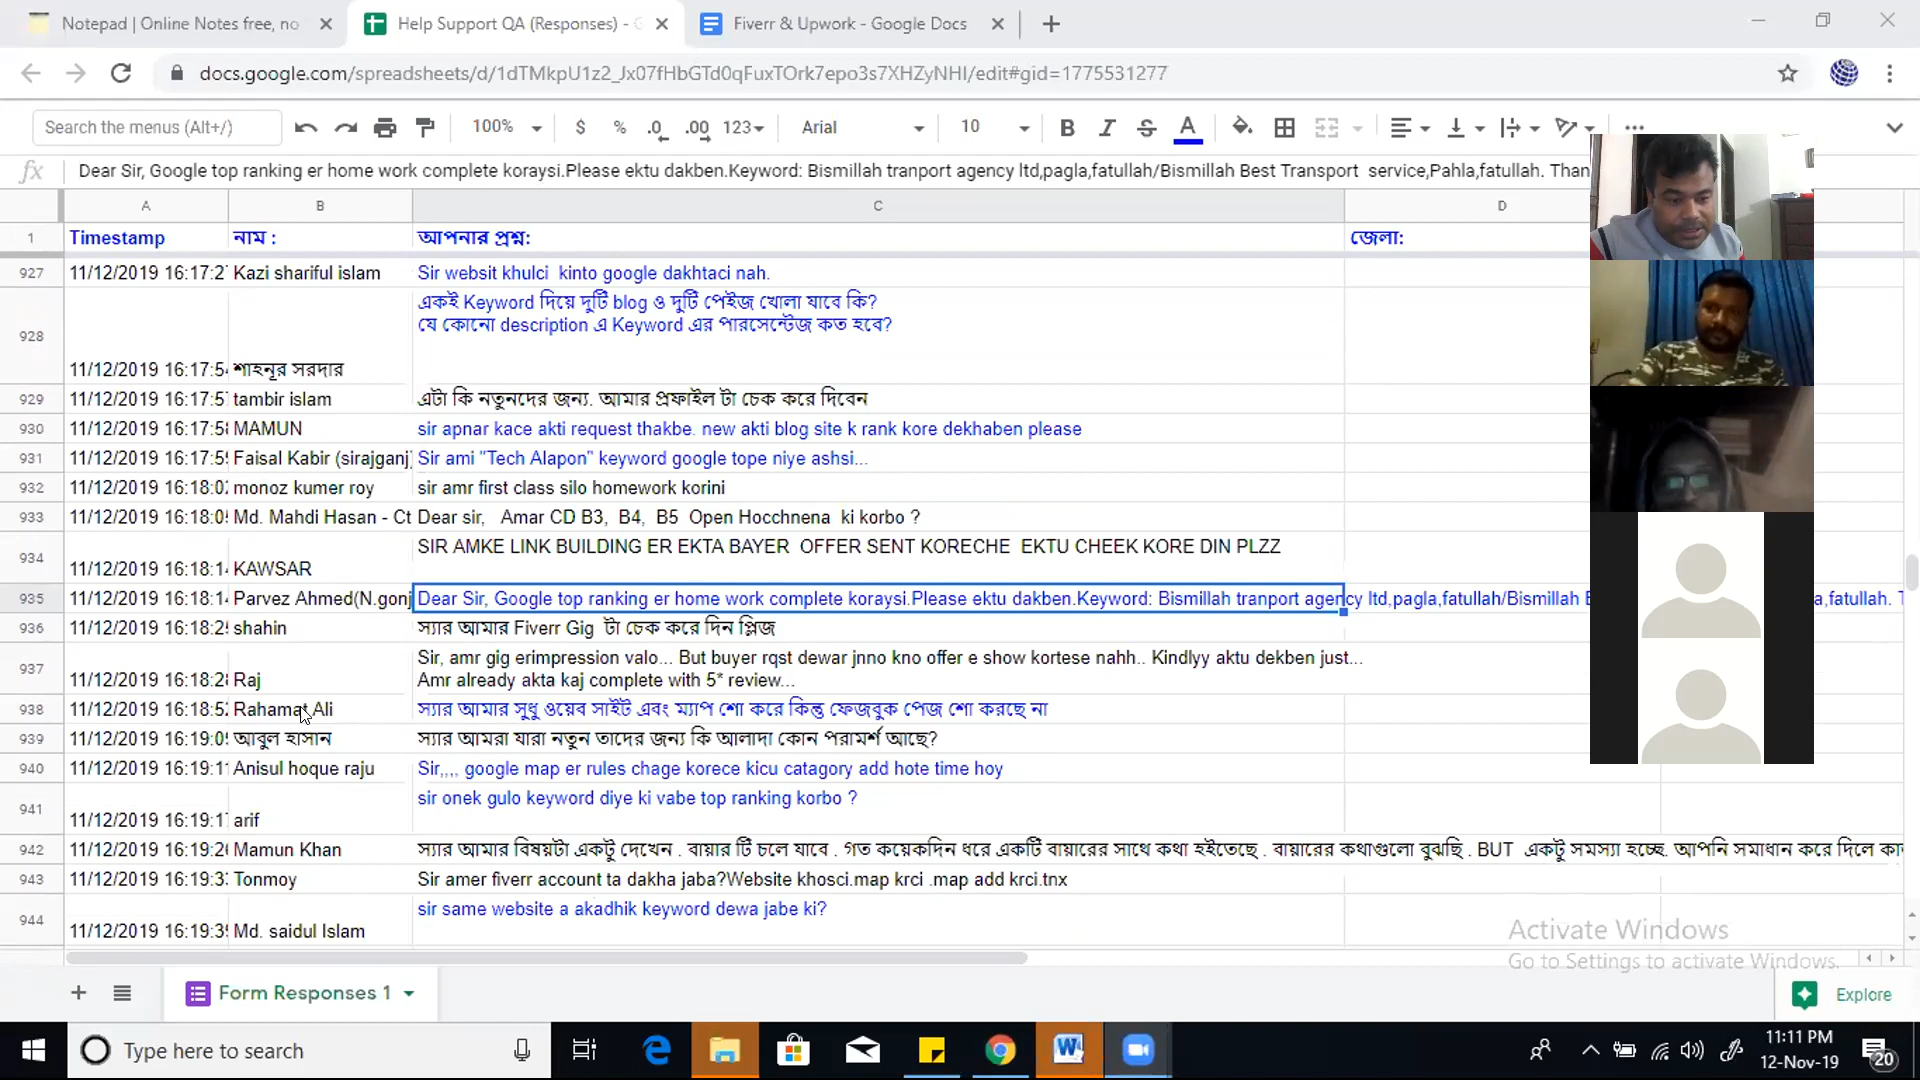 Notepad | Online Notes free, no
Help Support QA (Responses) - G
Fiverr & Upwork - Google Docs
docs.google.com/spreadsheets/d/1dTMkpU1z2_Jx07fHbGTd0qFuxTOrk7epo3s7XHZyNHI/edit#gid=1775531277
Search the menus (Alt+/)
100%
$ % .0 .00 123
Arial
10
B I S A
fx Dear Sir, Google top ranking er home work complete koraysi.Please ektu dakben.Keyword: Bismillah tranport agency ltd,pagla,fatullah/Bismillah Best Transport service,Pahla,fatullah. Than
A B C D
1 Timestamp নাম : আপনার প্রশ্ন: জেলা:
927 11/12/2019 16:17:2 Kazi shariful islam Sir websit khulci kinto google dakhtaci nah.
একই Keyword দিয়ে দুটি blog ও দুটি পেইজ খোলা যাবে কি?
যে কোনো description এ Keyword এর পারসেন্টেজ কত হবে?
928 11/12/2019 16:17:54 শাহনূর সরদার
929 11/12/2019 16:17:5 tambir islam এটা কি নতুনদের জন্য. আমার প্রফাইল টা চেক করে দিবেন
930 11/12/2019 16:17:58 MAMUN sir apnar kace akti request thakbe. new akti blog site k rank kore dekhaben please
931 11/12/2019 16:17:59 Faisal Kabir (sirajganj) Sir ami "Tech Alapon" keyword google tope niye ashsi...
932 11/12/2019 16:18:02 monoz kumer roy sir amr first class silo homework korini
933 11/12/2019 16:18:05 Md. Mahdi Hasan - Ct Dear sir, Amar CD B3, B4, B5 Open Hocchnena ki korbo ?
SIR AMKE LINK BUILDING ER EKTA BAYER OFFER SENT KORECHE EKTU CHEEK KORE DIN PLZZ
934 11/12/2019 16:18:14 KAWSAR
935 11/12/2019 16:18:14 Parvez Ahmed(N.gonj Dear Sir, Google top ranking er home work complete koraysi.Please ektu dakben.Keyword: Bismillah tranport agency ltd,pagla,fatullah/Bismillah B a,fatullah. T
936 11/12/2019 16:18:25 shahin স্যার আমার Fiverr Gig টা চেক করে দিন প্লিজ
Sir, amr gig erimpression valo... But buyer rqst dewar jnno kno offer e show kortese nahh.. Kindlyy aktu dekben just...
937 11/12/2019 16:18:28 Raj Amr already akta kaj complete with 5* review...
938 11/12/2019 16:18:52 Rahamat Ali স্যার আমার সুধু ওয়েব সাইট এবং ম্যাপ শো করে কিন্তু ফেজবুক পেজ শো করছে না
939 11/12/2019 16:19:09 আবুল হাসান স্যার আমরা যারা নতুন তাদের জন্য কি আলাদা কোন পরামর্শ আছে?
940 11/12/2019 16:19:11 Anisul hoque raju Sir,,,, google map er rules chage korece kicu catagory add hote time hoy
sir onek gulo keyword diye ki vabe top ranking korbo ?
941 11/12/2019 16:19:17 arif
942 11/12/2019 16:19:26 Mamun Khan স্যার আমার বিষয়টা একটু দেখেন . বায়ার টি চলে যাবে . গত কয়েকদিন ধরে একটি বায়ারের সাথে কথা হইতেছে . বায়ারের কথাগুলো বুঝছি . BUT একটু সমস্যা হচ্ছে. আপনি সমাধান করে দিলে কা
943 11/12/2019 16:19:3 Tonmoy Sir amer fiverr account ta dakha jaba?Website khosci.map krci .map add krci.tnx
sir same website a akadhik keyword dewa jabe ki?
944 11/12/2019 16:19:39 Md. saidul Islam
Activate Windows
Go to Settings to activate Windows.
Form Responses 1
Explore
Type here to search
11:11 PM
12-Nov-19
20